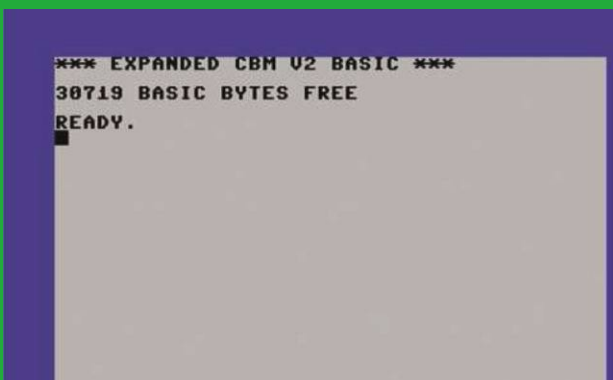 *** EXPANDED CBM V2 BASIC ***
30719 BASIC BYTES FREE
READY.